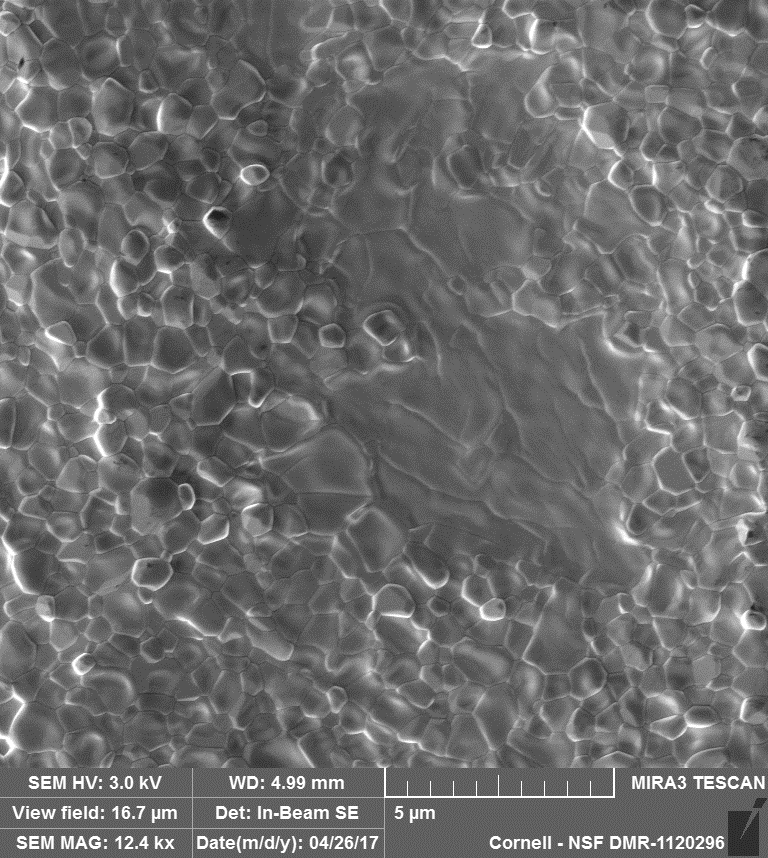 SEM HV: 3.0 kV WD: 4.99 mm MIRA3 TESCAN
View field: 16.7 µm Det: In-Beam SE 5 µm
SEM MAG: 12.4 kx Date(m/d/y): 04/26/17 Cornell - NSF DMR-1120296